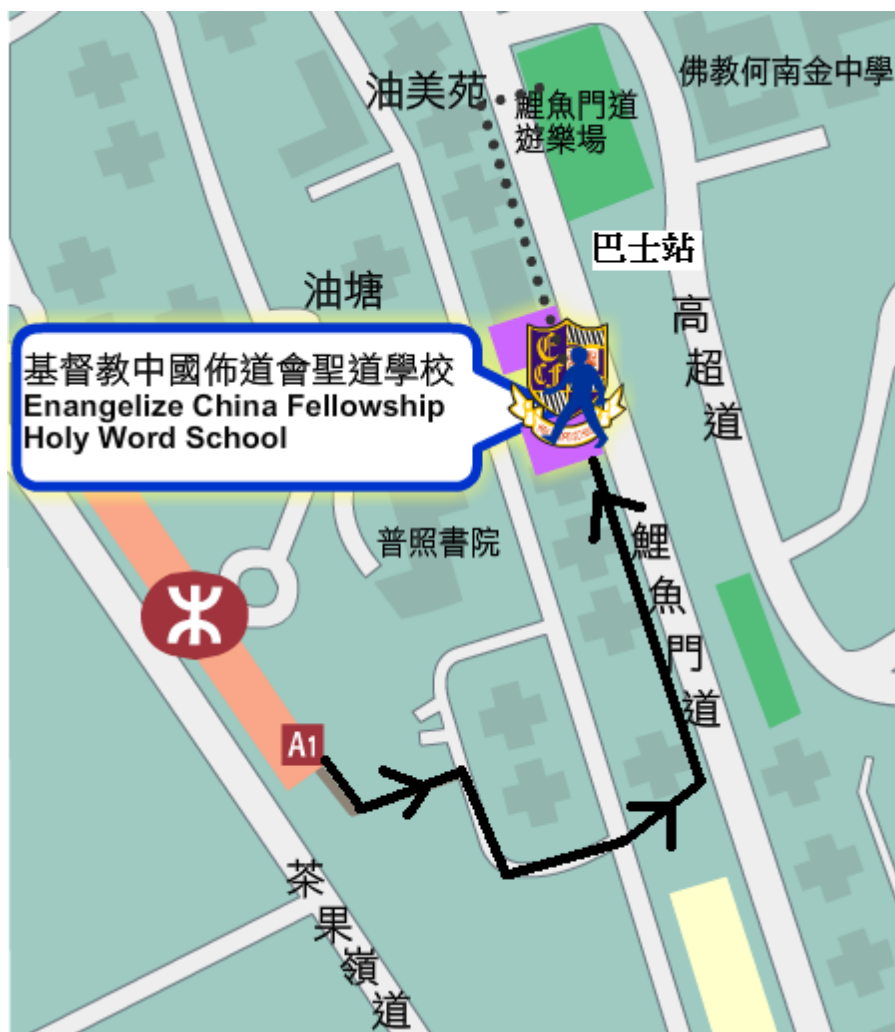 油美苑
鯉魚門道
遊樂場
佛教何南金中學
巴士站
油塘
高超道
基督教中國佈道會聖道學校
Enangelize China Fellowship
Holy Word School
ECF
普照書院
鯉魚門道
A1
茶果嶺道